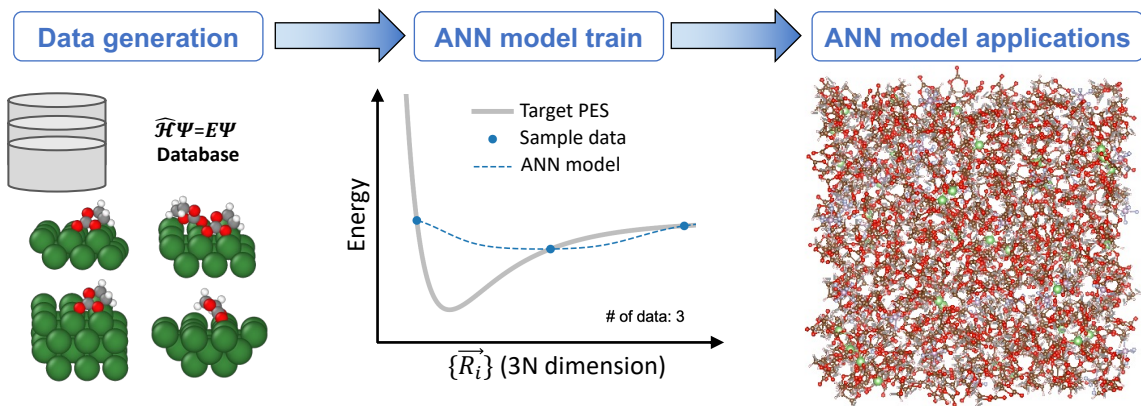 Data generation
ANN model train
ANN model applications
ĤΨ=EΨ
Database
Target PES
Sample data
ANN model
Energy
# of data: 3
{R⃗ᵢ} (3N dimension)